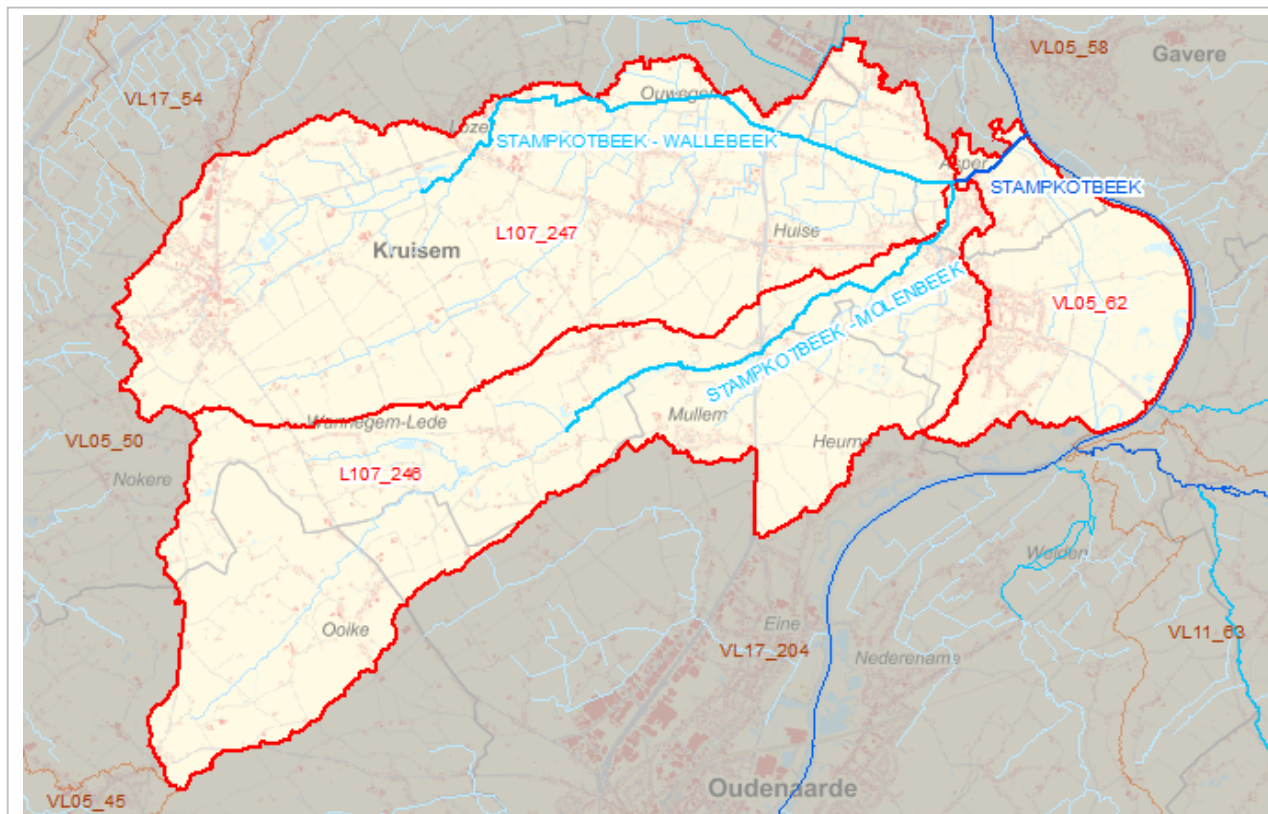 VL05_58
Gavere
VL17_54
Ouwegem
Loze
STAMPKOTBEEK - WALLEBEEK
Asper
STAMPKOTBEEK
L107_247
Huise
Kruisem
VL05_62
STAMPKOTBEEK - MOLENBEEK
Wannegem-Lede
Mullem
VL05_50
Heurne
L107_246
Nokere
Welden
Ooike
Eine
VL11_63
VL17_204
Nederename
Oudenaarde
VL05_45